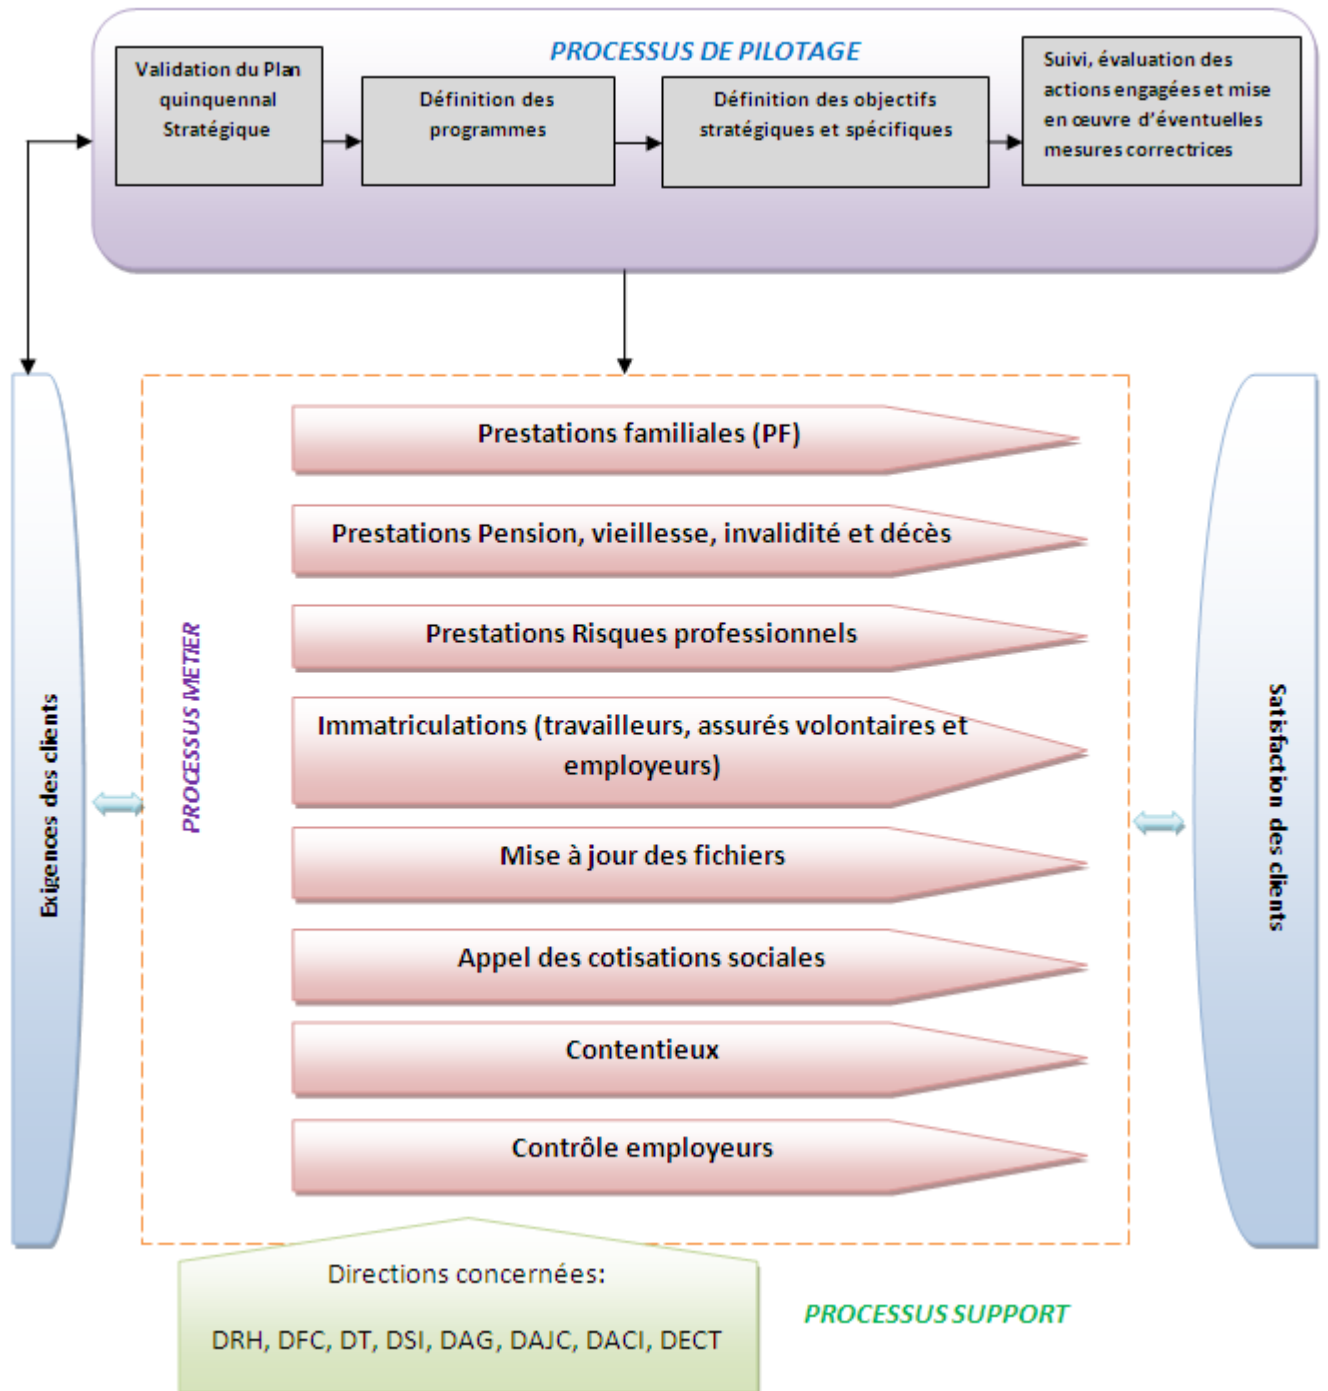 PROCESSUS DE PILOTAGE
Validation du Plan
quinquennal
Stratégique
Définition des
programmes
Définition des objectifs
stratégiques et spécifiques
Suivi, évaluation des
actions engagées et mise
en œuvre d'éventuelles
mesures correctrices
Exigences des clients
PROCESSUS METIER
Prestations familiales (PF)
Prestations Pension, vieillesse, invalidité et décès
Prestations Risques professionnels
Immatriculations (travailleurs, assurés volontaires et
employeurs)
Mise à jour des fichiers
Appel des cotisations sociales
Contentieux
Contrôle employeurs
Satisfaction des clients
Directions concernées:
DRH, DFC, DT, DSI, DAG, DAJC, DACI, DECT
PROCESSUS SUPPORT